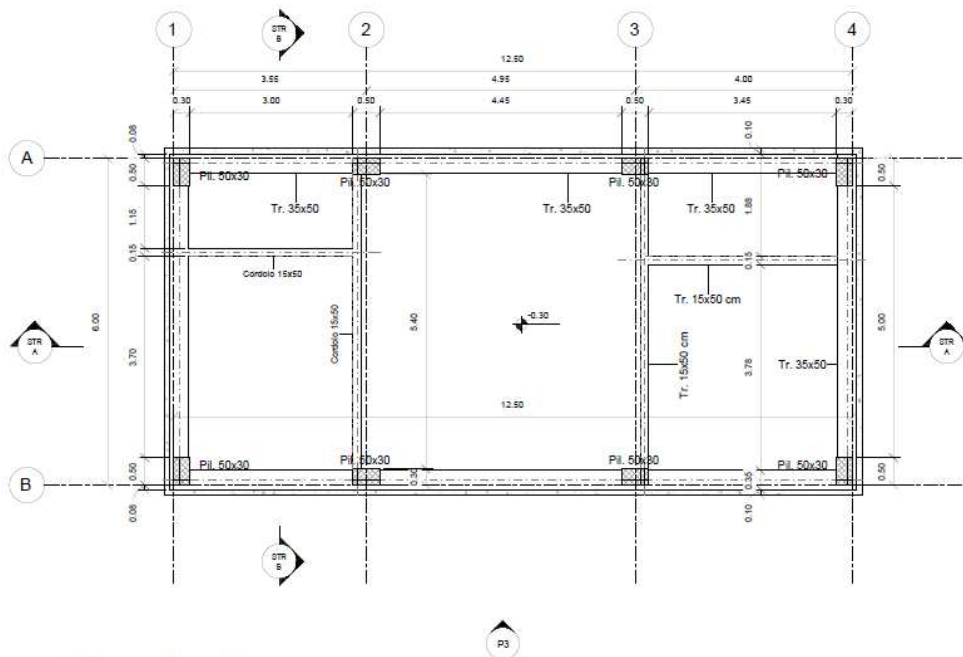 1
STR
B
2
3
4
12.50
3.55
4.95
4.00
0.30
3.00
0.50
4.45
0.50
3.45
0.30
0.08
0.10
A
0.50
Pil. 50x30
Pil. 50x30
Pil. 50x30
Pil. 50x30
0.50
Tr. 35x50
Tr. 35x50
Tr. 35x50
1.15
1.88
0.15
0.15
Cordolo 15x50
Tr. 15x50 cm
-0.30
STR
A
6.00
Cordolo 15x50
5.40
5.00
STR
A
3.70
Tr. 15x50 cm
3.78
Tr. 35x50
12.50
0.50
Pil. 50x30
Pil. 50x30
Pil. 50x30
Pil. 50x30
0.50
B
0.30
0.35
0.08
0.10
STR
B
P3